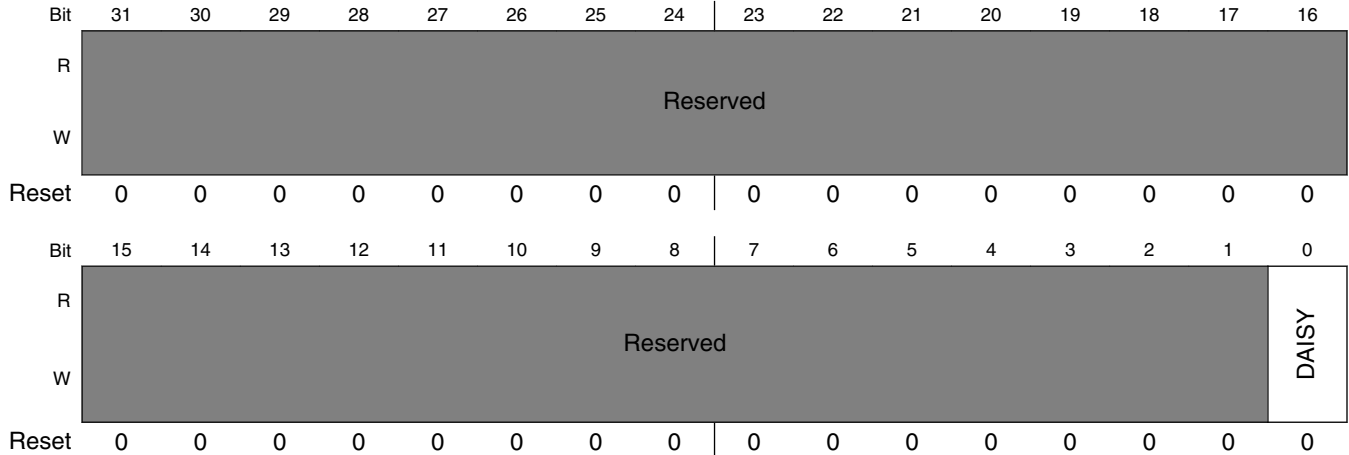 Bit 31 30 29 28 27 26 25 24 23 22 21 20 19 18 17 16
R
Reserved
W
Reset 0 0 0 0 0 0 0 0 0 0 0 0 0 0 0 0
Bit 15 14 13 12 11 10 9 8 7 6 5 4 3 2 1 0
R
Reserved
DAISY
W
Reset 0 0 0 0 0 0 0 0 0 0 0 0 0 0 0 0